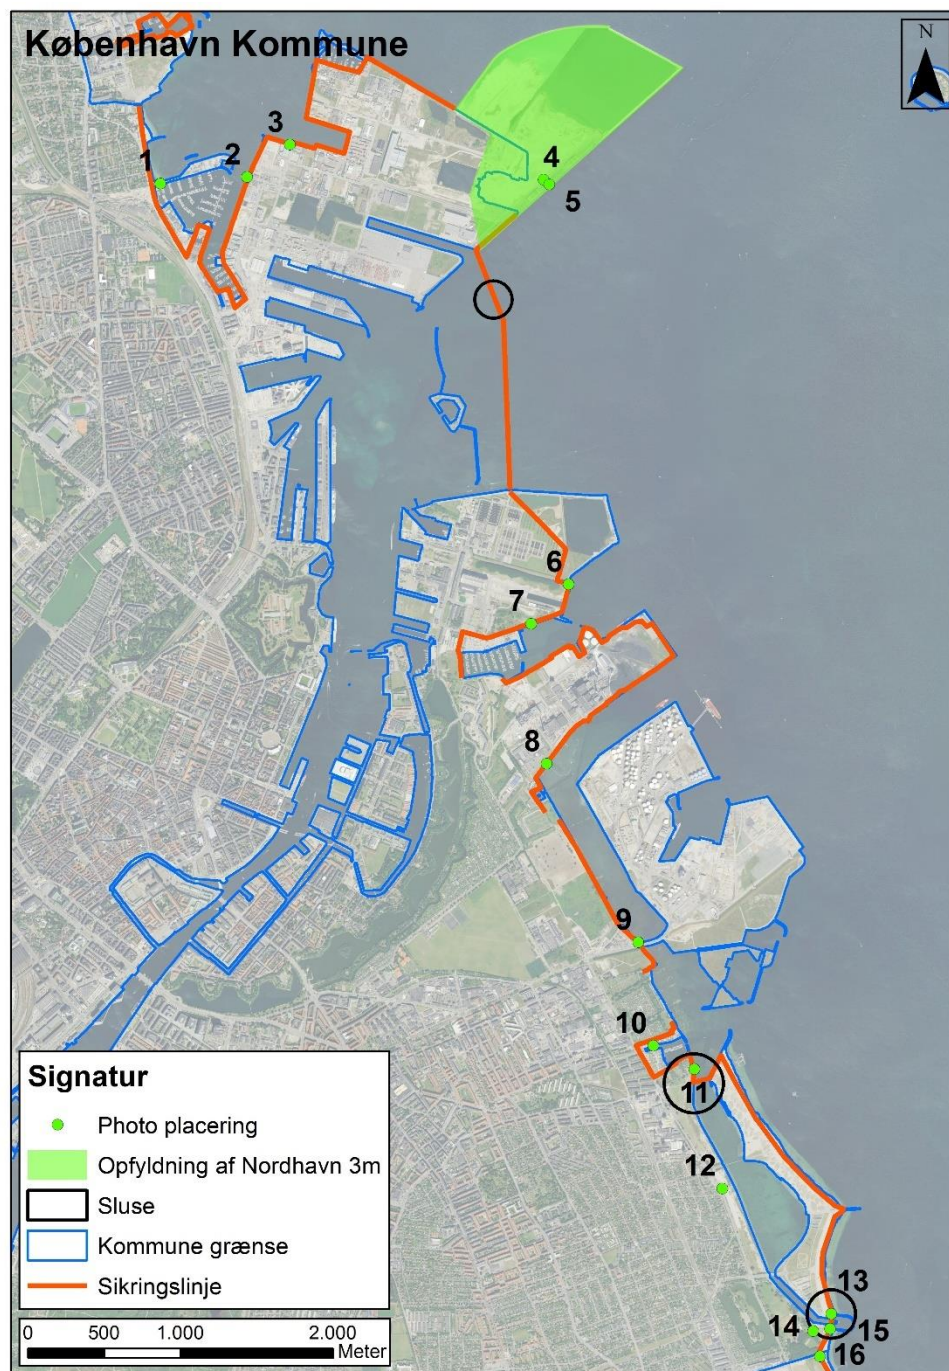 København Kommune
N
1
2
3
4
5
6
7
8
9
10
11
12
13
14
15
16
Signatur
Photo placering
Opfyldning af Nordhavn 3m
Sluse
Kommune grænse
Sikringslinje
0 500 1.000 2.000
Meter